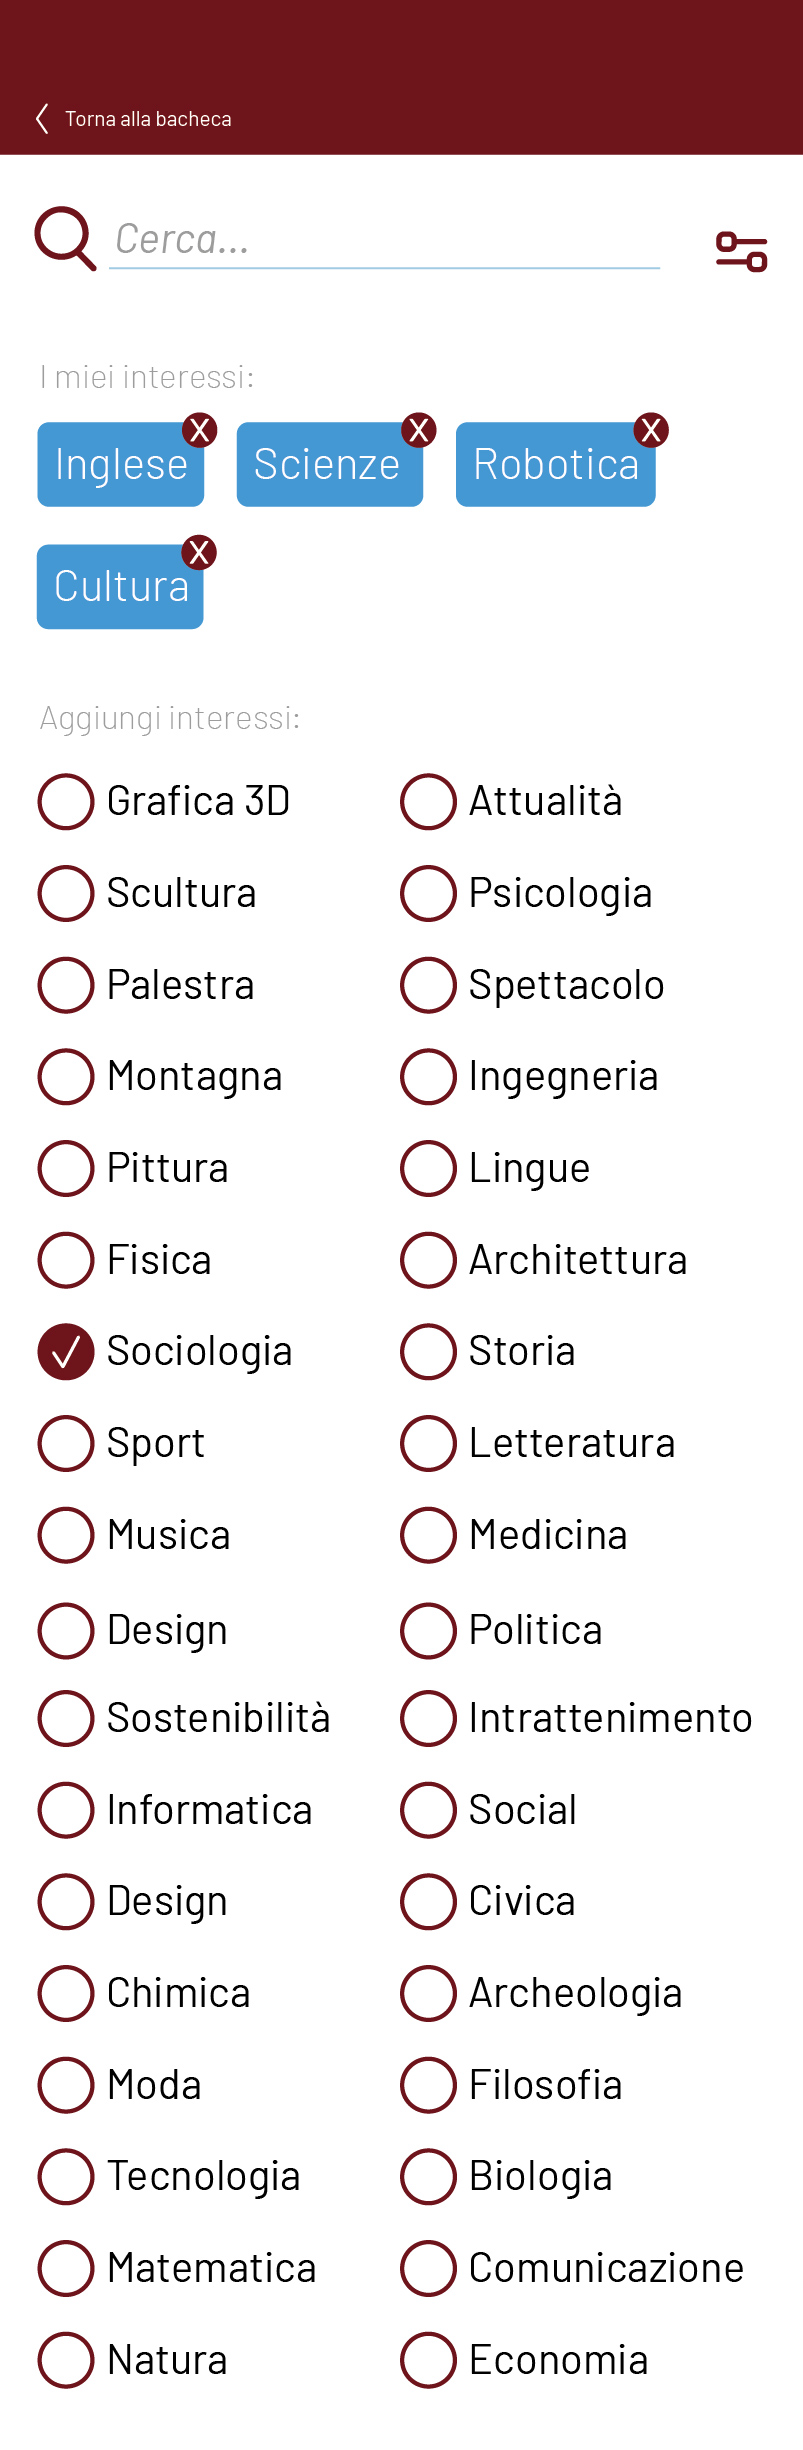 Torna alla bacheca
Cerca...
I miei interessi:
Inglese X Scienze X Robotica X
Cultura X
Aggiungi interessi:
Grafica 3D Attualità
Scultura Psicologia
Palestra Spettacolo
Montagna Ingegneria
Pittura Lingue
Fisica Architettura
Sociologia Storia
Sport Letteratura
Musica Medicina
Design Politica
Sostenibilità Intrattenimento
Informatica Social
Design Civica
Chimica Archeologia
Moda Filosofia
Tecnologia Biologia
Matematica Comunicazione
Natura Economia